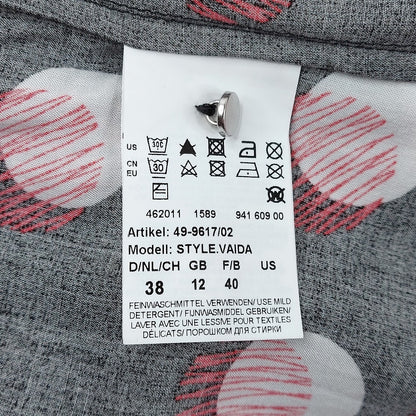 US 30C
CN 30
EU
W
462011 1589 941 609 00
Artikel: 49-9617/02
Modell: STYLE.VAIDA
D/NL/CH GB F/B US
38 12 40
FEINWASCHMITTEL VERWENDEN/ USE MILD
DETERGENT/ FIJNWASMIDDEL GEBRUIKEN/
LAVER AVEC UNE LESSIVE POUR TEXTILES
DÉLICATS/ ПОРОШКОМ ДЛЯ СТИРКИ